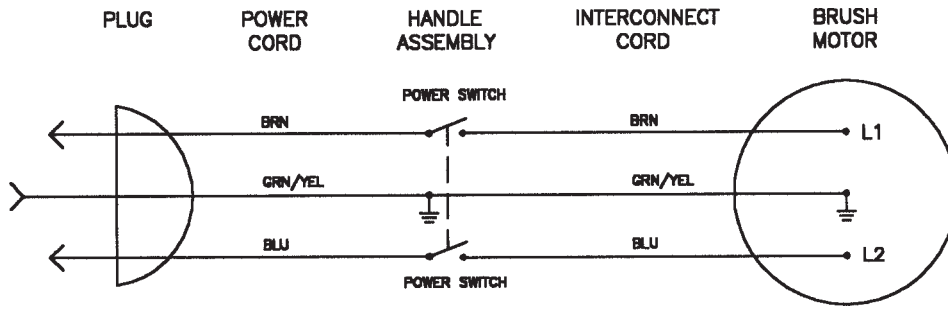 PLUG
POWER
CORD
HANDLE
ASSEMBLY
INTERCONNECT
CORD
BRUSH
MOTOR
POWER SWITCH
BRN
BRN
L1
GRN/YEL
GRN/YEL
BLU
BLU
L2
POWER SWITCH